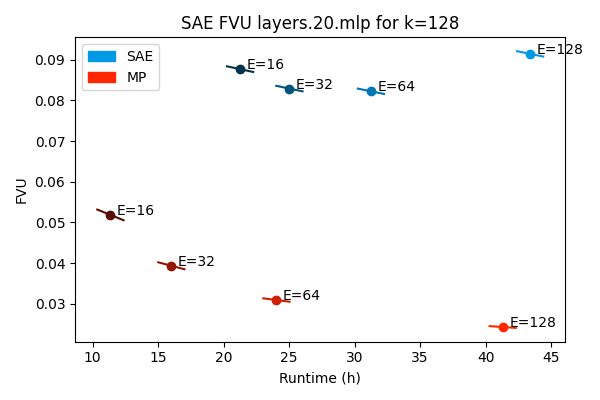 SAE FVU layers.20.mlp for k=128
SAE
MP
E=128
E=16
E=32
E=64
E=16
E=32
E=64
E=128
0.09
0.08
0.07
0.06
0.05
0.04
0.03
FVU
10 15 20 25 30 35 40 45
Runtime (h)